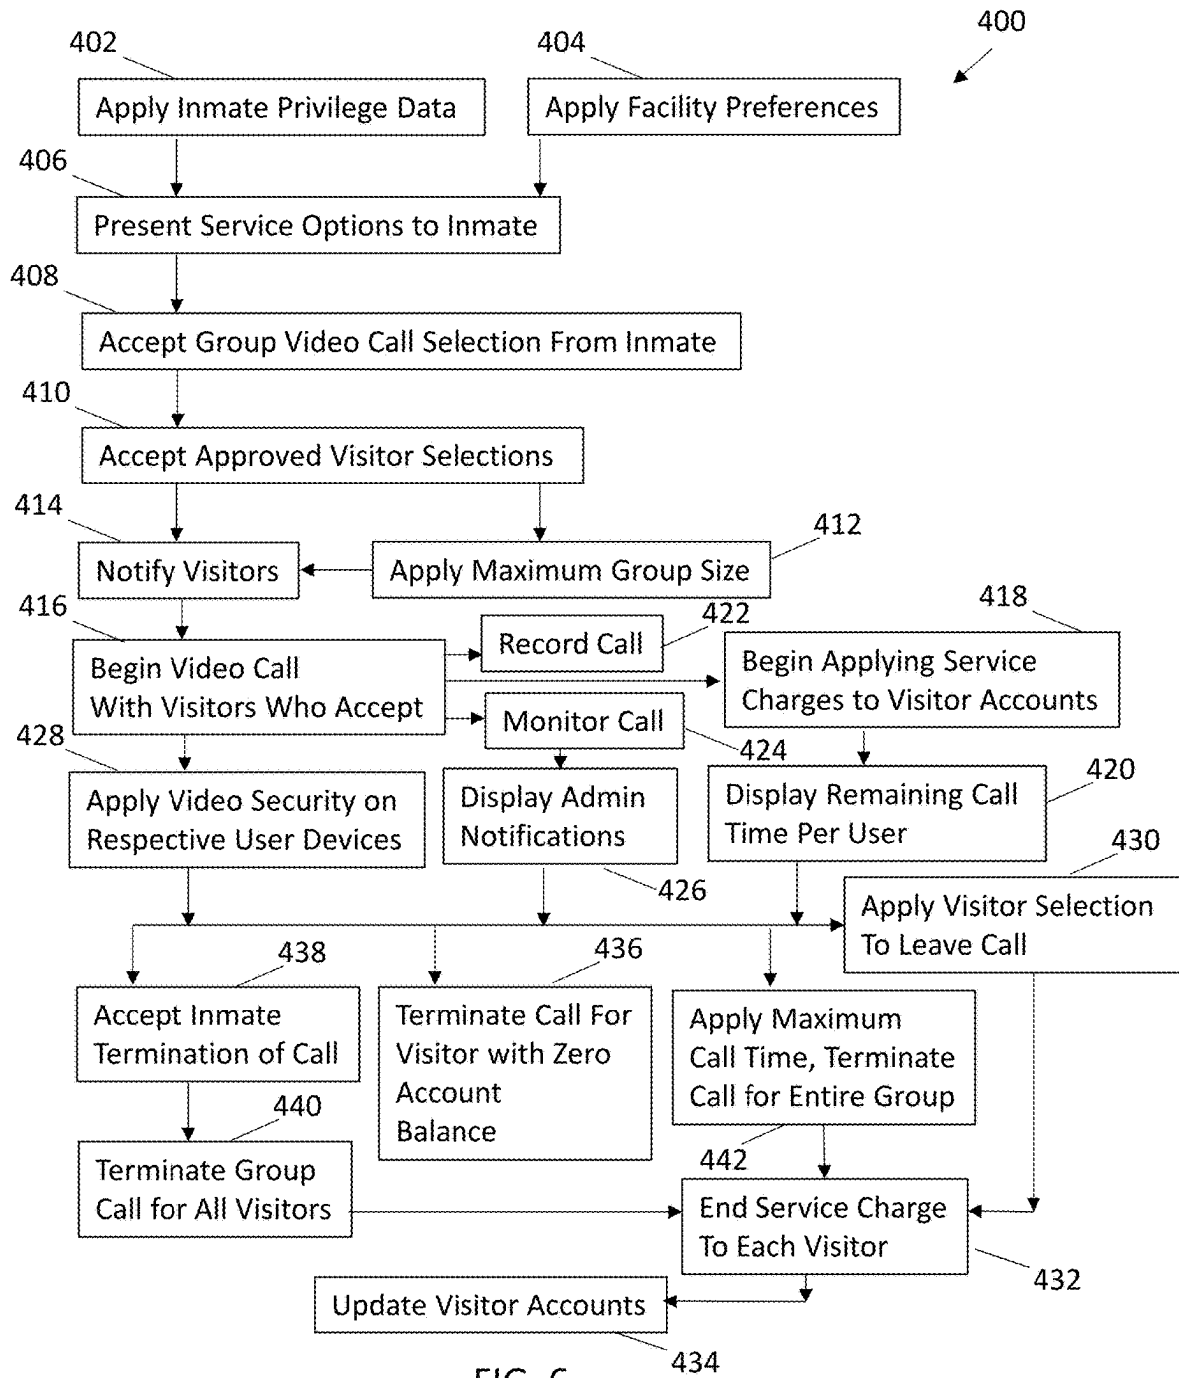 402
404
400
Apply Inmate Privilege Data
Apply Facility Preferences
406
Present Service Options to Inmate
408
Accept Group Video Call Selection From Inmate
410
Accept Approved Visitor Selections
414
412
Notify Visitors
Apply Maximum Group Size
416
422
418
Record Call
Begin Video Call
With Visitors Who Accept
Begin Applying Service
Charges to Visitor Accounts
Monitor Call
424
428
420
Apply Video Security on
Respective User Devices
Display Admin
Notifications
Display Remaining Call
Time Per User
430
426
Apply Visitor Selection
To Leave Call
438
436
Accept Inmate
Termination of Call
Terminate Call For
Visitor with Zero
Account
Balance
Apply Maximum
Call Time, Terminate
Call for Entire Group
440
442
Terminate Group
Call for All Visitors
End Service Charge
To Each Visitor
432
Update Visitor Accounts
434
FIG. 6